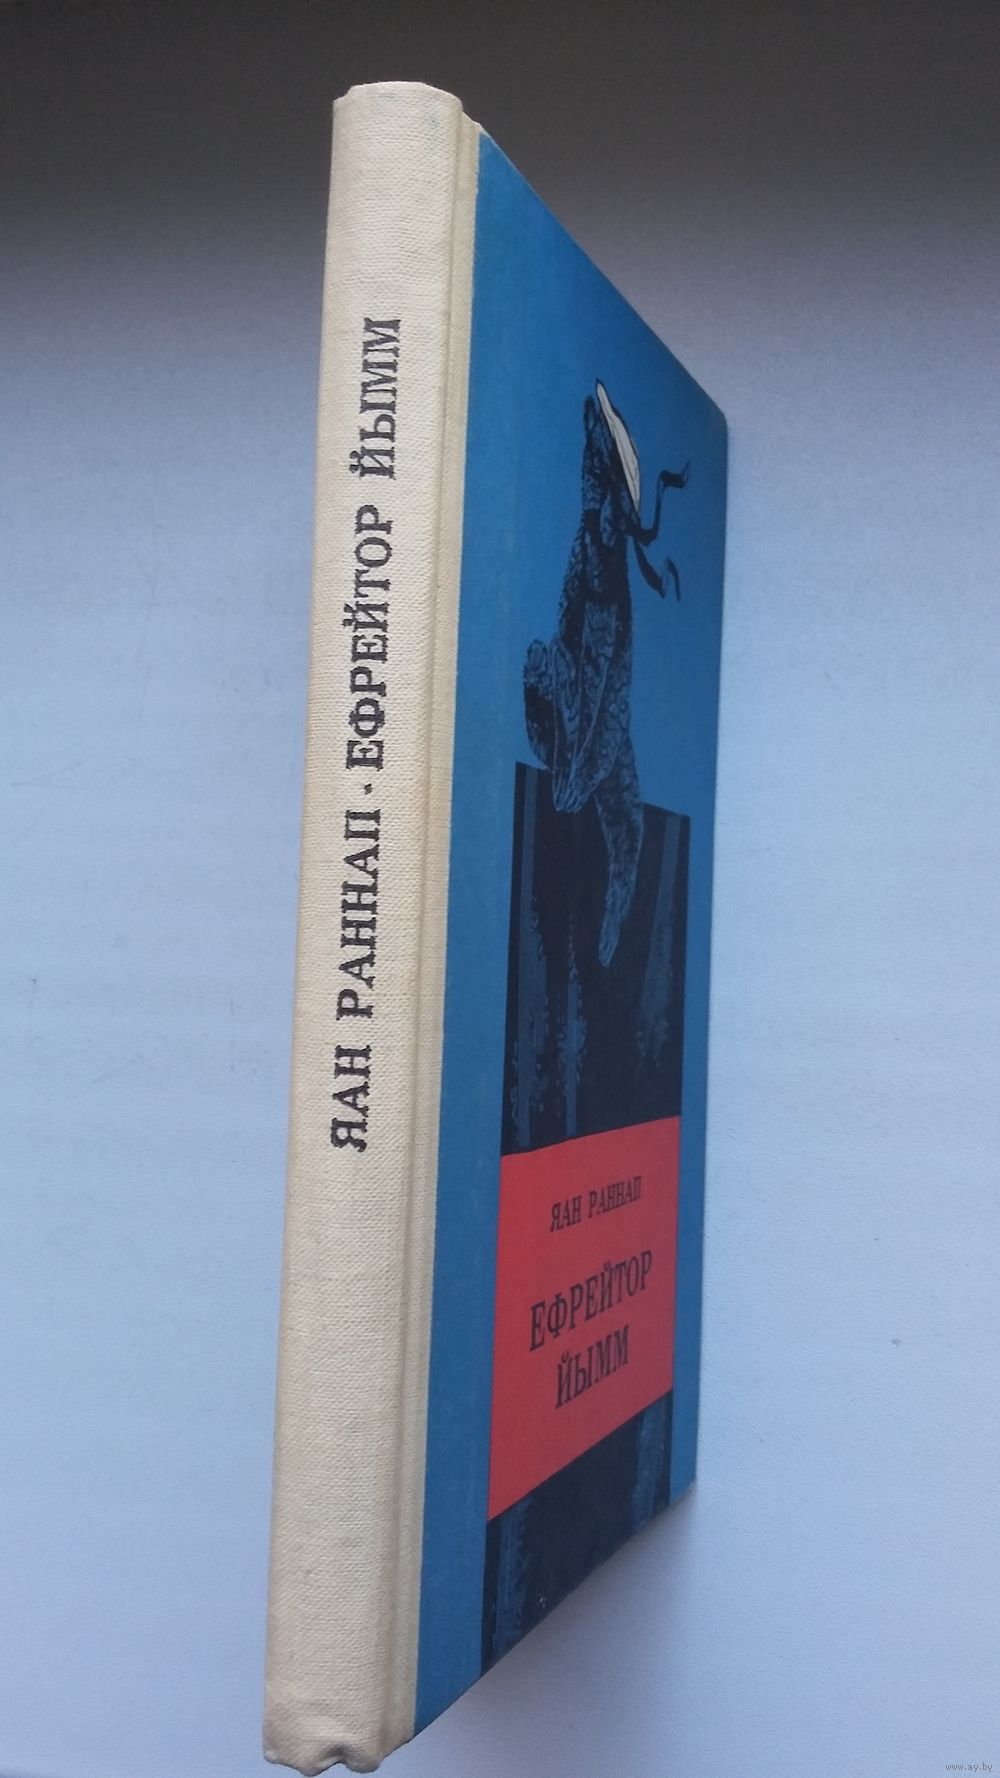 ЯАН РАННАП · ЕФРЕЙТОР ЙЫММ
ЯАН РАННАП
ЕФРЕЙТОР
ЙЫММ
www.ay.by